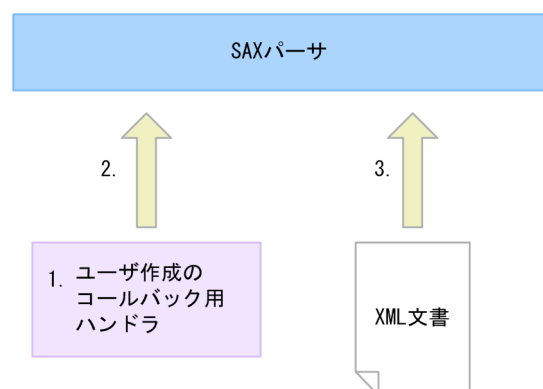 SAXパーサ
2.
3.
1. ユーザ作成の
コールバック用
ハンドラ
XML文書